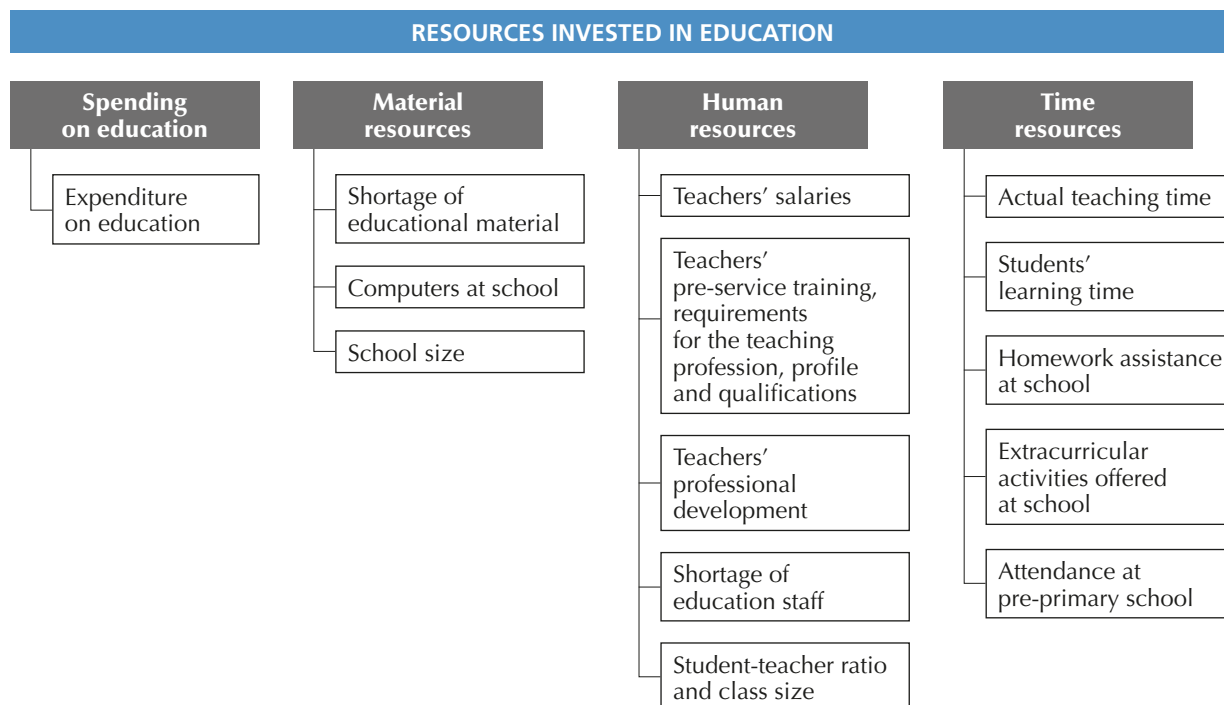 RESOURCES INVESTED IN EDUCATION
Spending
on education
Expenditure
on education
Material
resources
Shortage of
educational material
Computers at school
School size
Human
resources
Teachers’ salaries
Teachers’
pre-service training,
requirements
for the teaching
profession, profile
and qualifications
Teachers’
professional
development
Shortage of
education staff
Student-teacher ratio
and class size
Time
resources
Actual teaching time
Students’
learning time
Homework assistance
at school
Extracurricular
activities offered
at school
Attendance at
pre-primary school